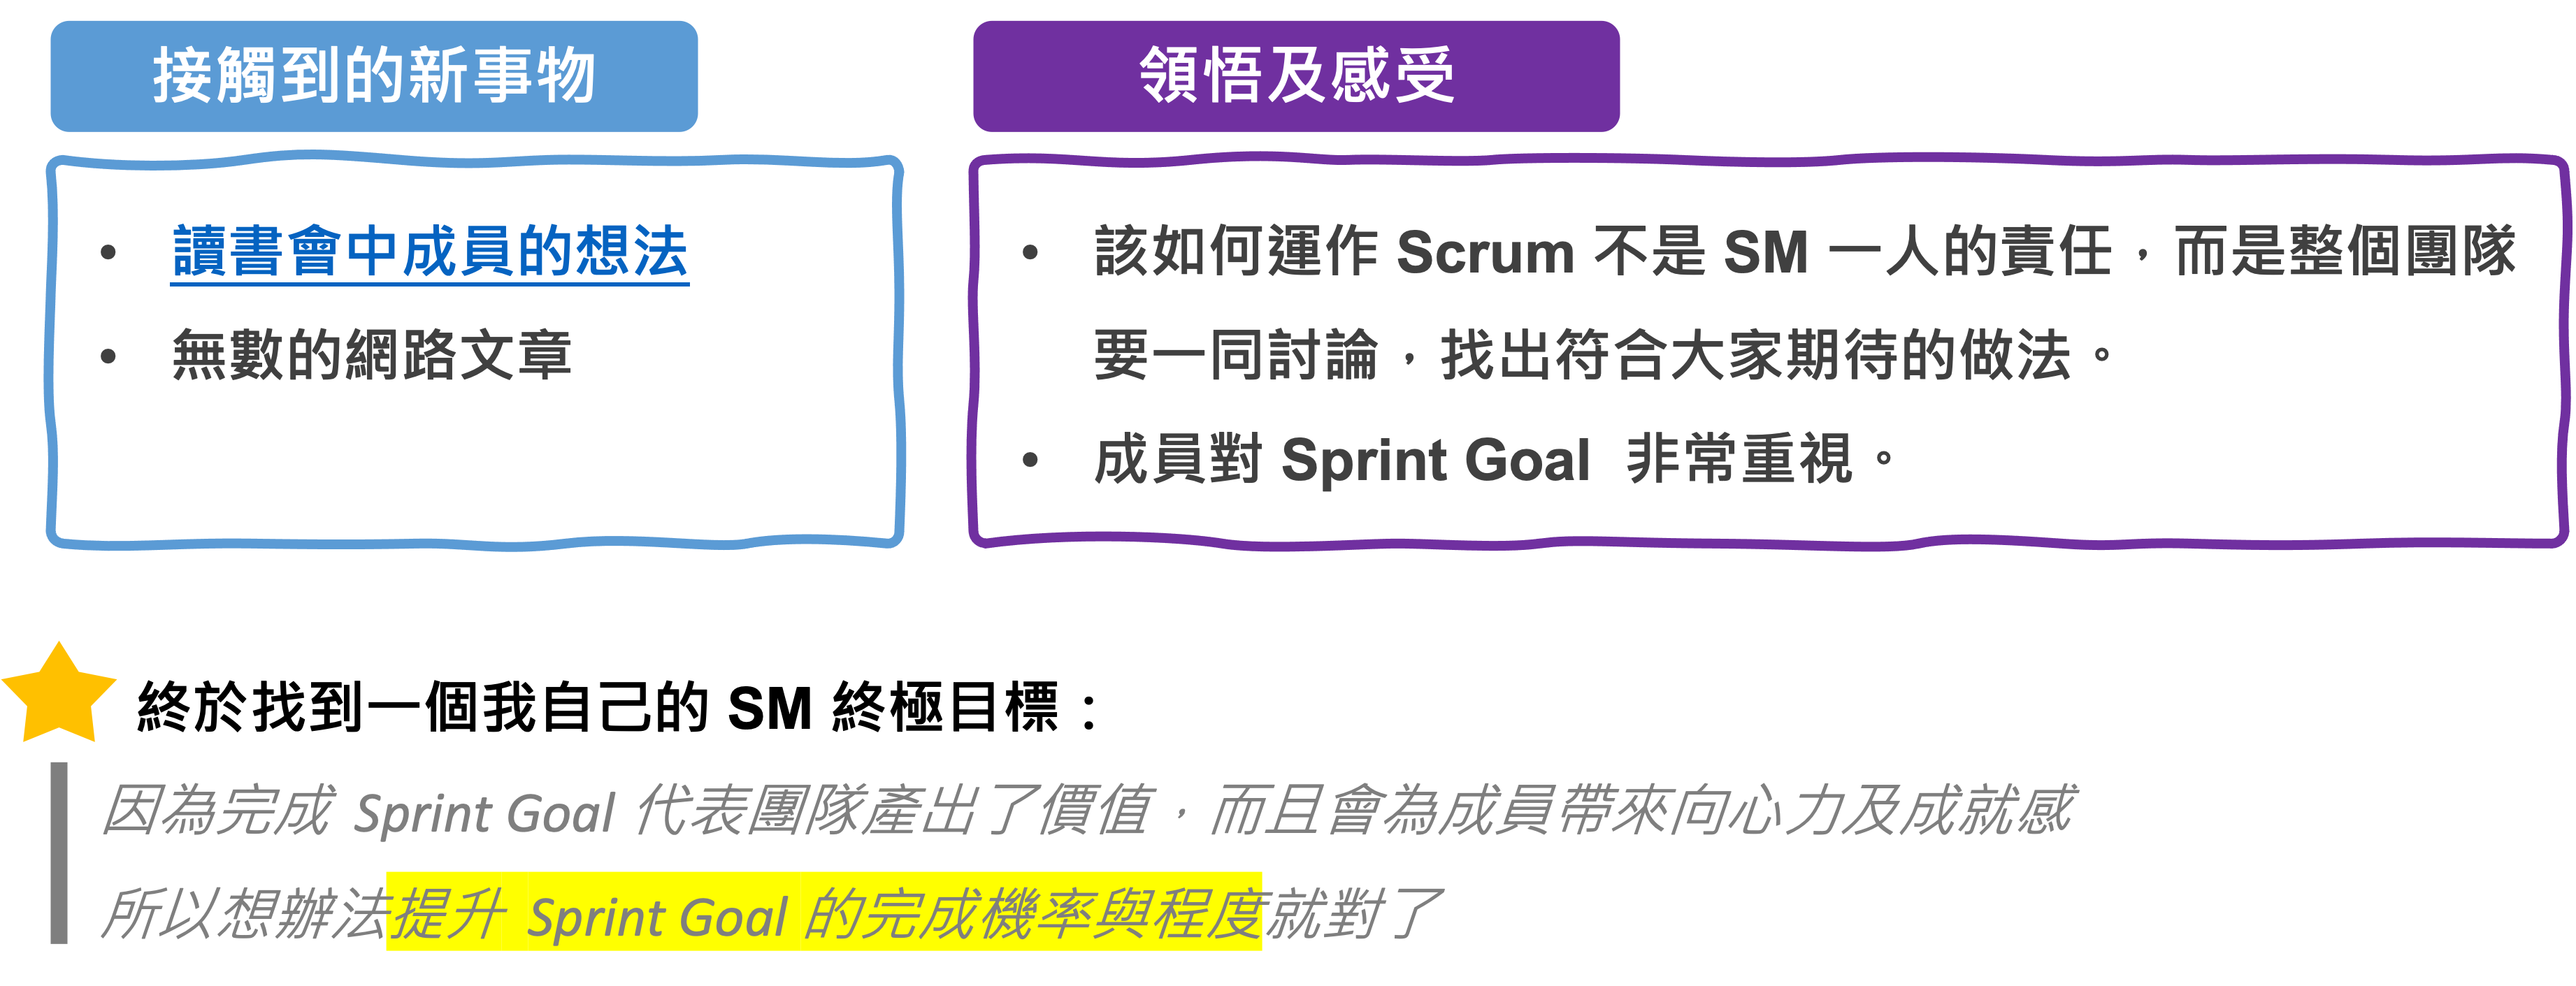 接觸到的新事物
• 讀書會中成員的想法
• 無數的網路文章
領悟及感受
• 該如何運作 Scrum 不是 SM 一人的責任，而是整個團隊
要一同討論，找出符合大家期待的做法。
• 成員對 Sprint Goal 非常重視。
終於找到一個我自己的 SM 終極目標：
因為完成 Sprint Goal 代表團隊產出了價值，而且會為成員帶來向心力及成就感
所以想辦法提升 Sprint Goal 的完成機率與程度就對了